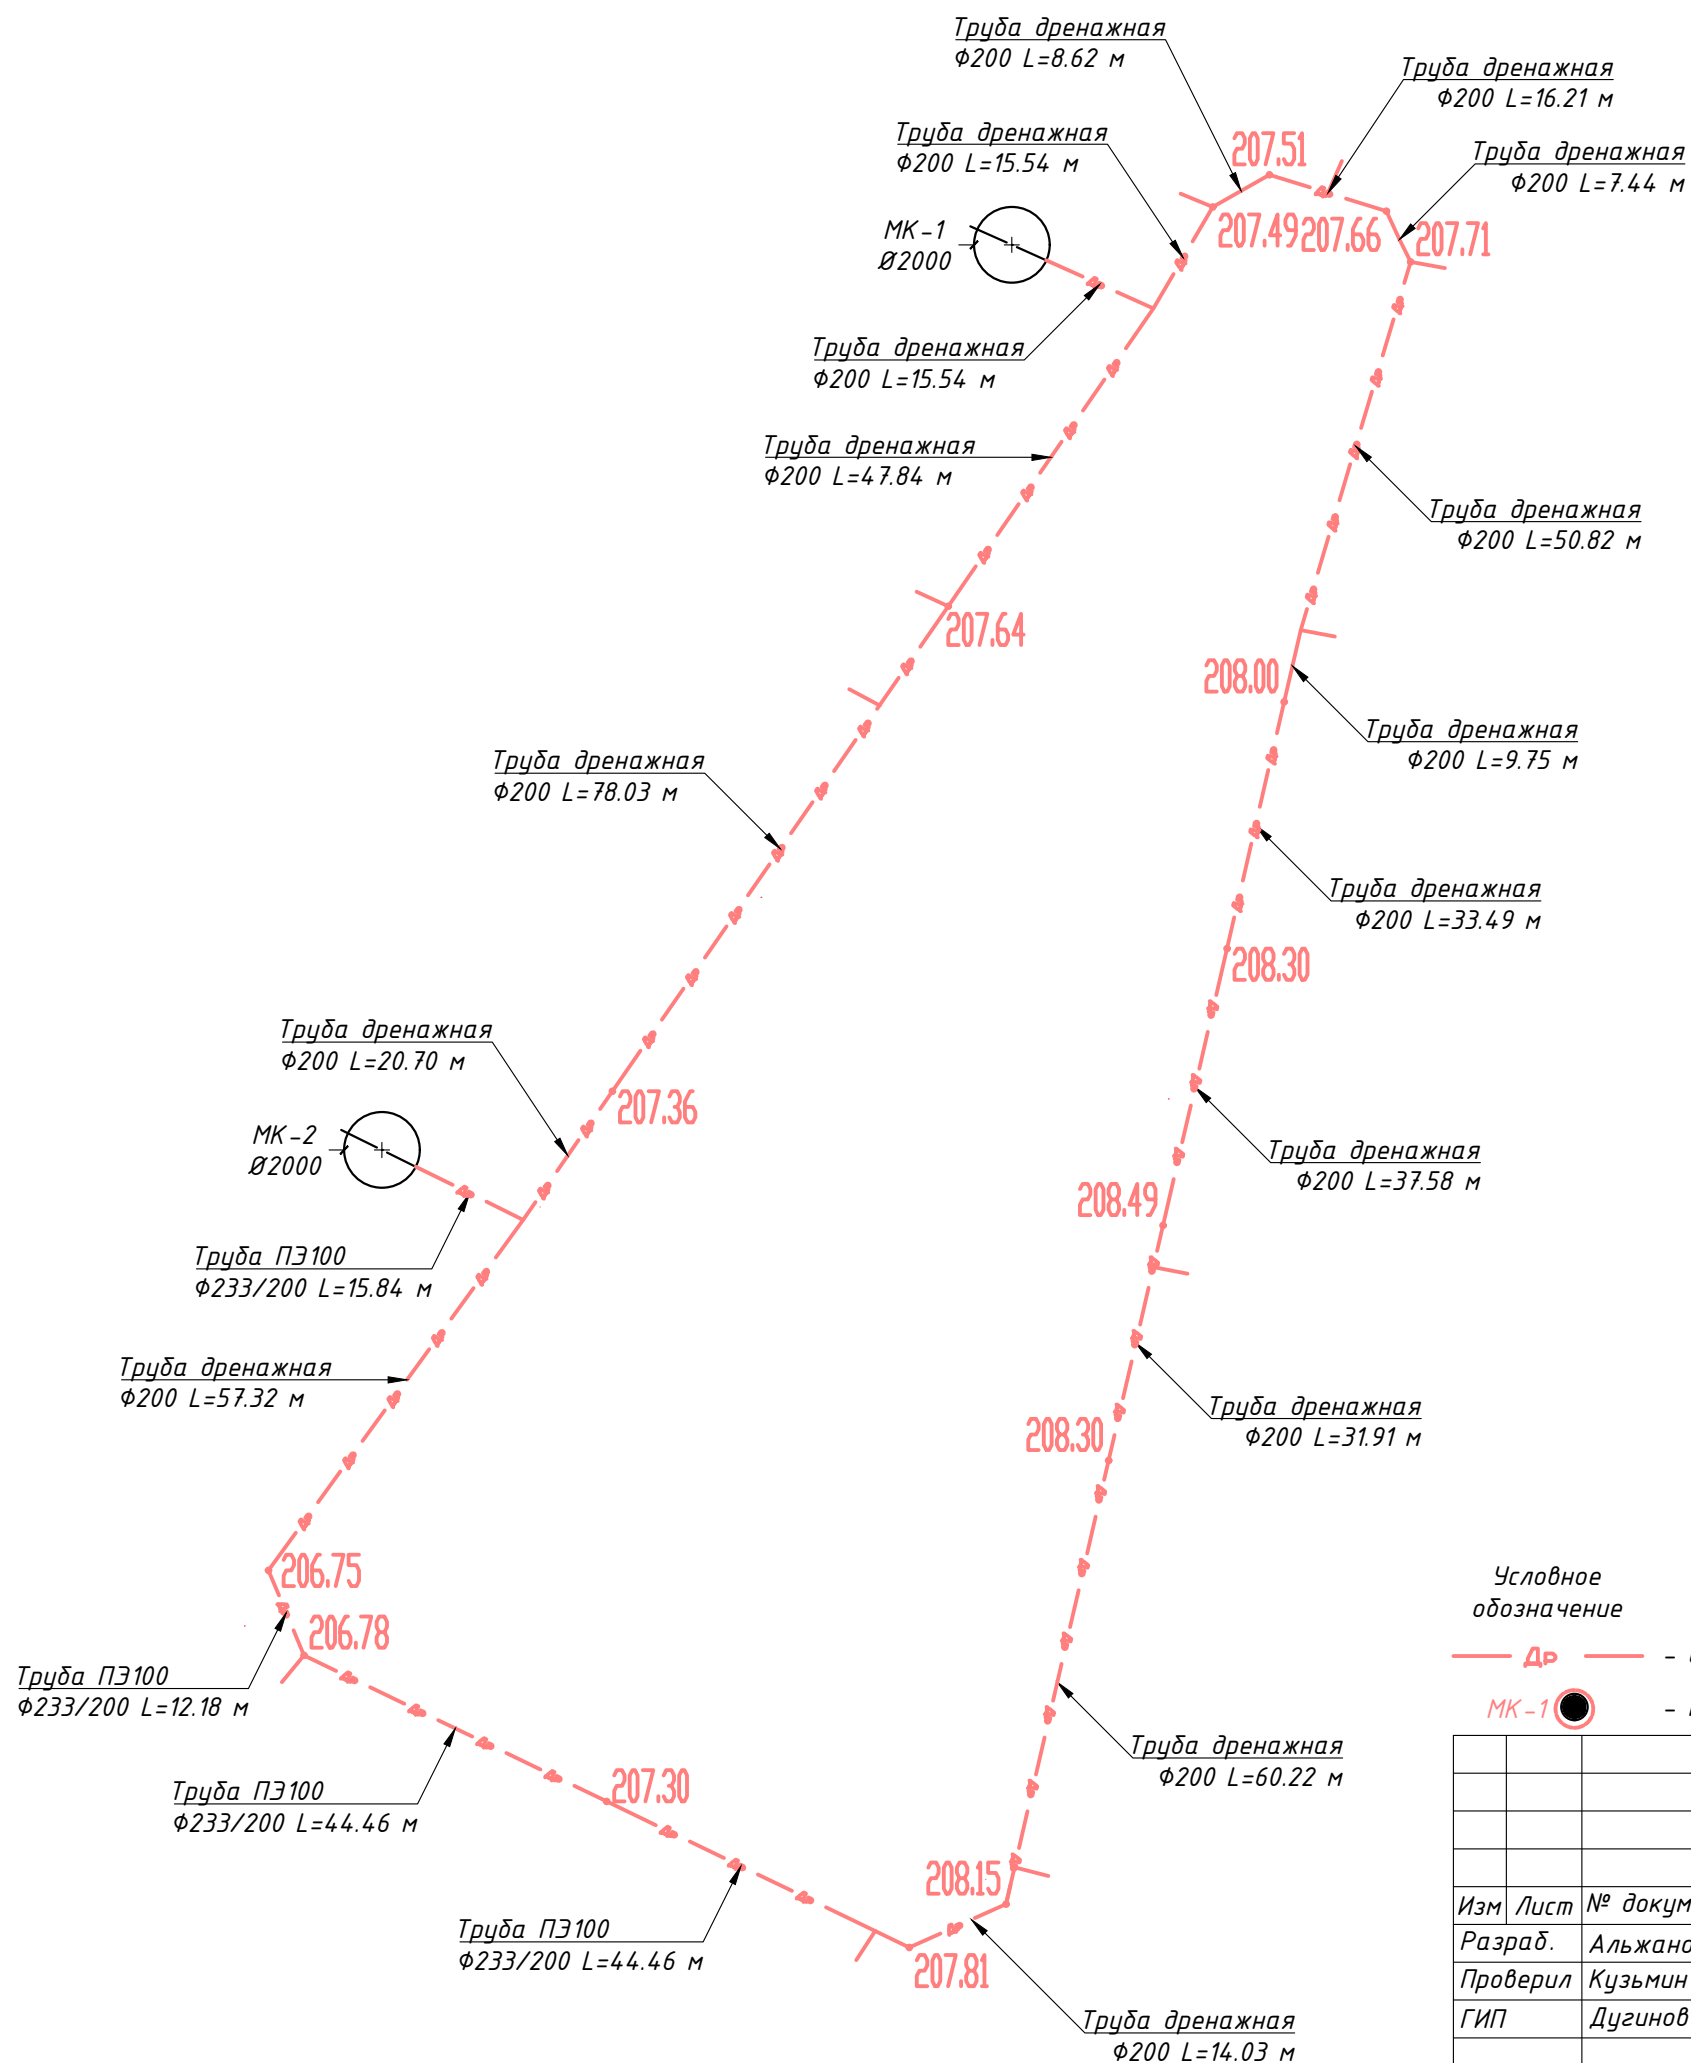 Труба дренажная
Ф200 L=8.62 м
Труба дренажная
Ф200 L=16.21 м
Труба дренажная
Ф200 L=15.54 м
207.51
Труба дренажная
Ф200 L=7.44 м
МК-1
Ø2000
207.49
207.66
207.71
Труба дренажная
Ф200 L=15.54 м
Труба дренажная
Ф200 L=47.84 м
Труба дренажная
Ф200 L=50.82 м
207.64
208.00
Труба дренажная
Ф200 L=9.75 м
Труба дренажная
Ф200 L=78.03 м
Труба дренажная
Ф200 L=33.49 м
208.30
Труба дренажная
Ф200 L=20.70 м
207.36
МК-2
Ø2000
Труба дренажная
Ф200 L=37.58 м
208.49
Труба ПЭ100
Ф233/200 L=15.84 м
Труба дренажная
Ф200 L=57.32 м
Труба дренажная
Ф200 L=31.91 м
208.30
206.75
206.78
Условное
обозначение
Др -
МК-1 -
Труба ПЭ100
Ф233/200 L=12.18 м
Труба дренажная
Ф200 L=60.22 м
Труба ПЭ100
Ф233/200 L=44.46 м
207.30
208.15
Труба ПЭ100
Ф233/200 L=44.46 м
207.81
Труба дренажная
Ф200 L=14.03 м
Изм Лист № докум
Разраб. Альжано
Проверил Кузьмин
ГИП Дугинов